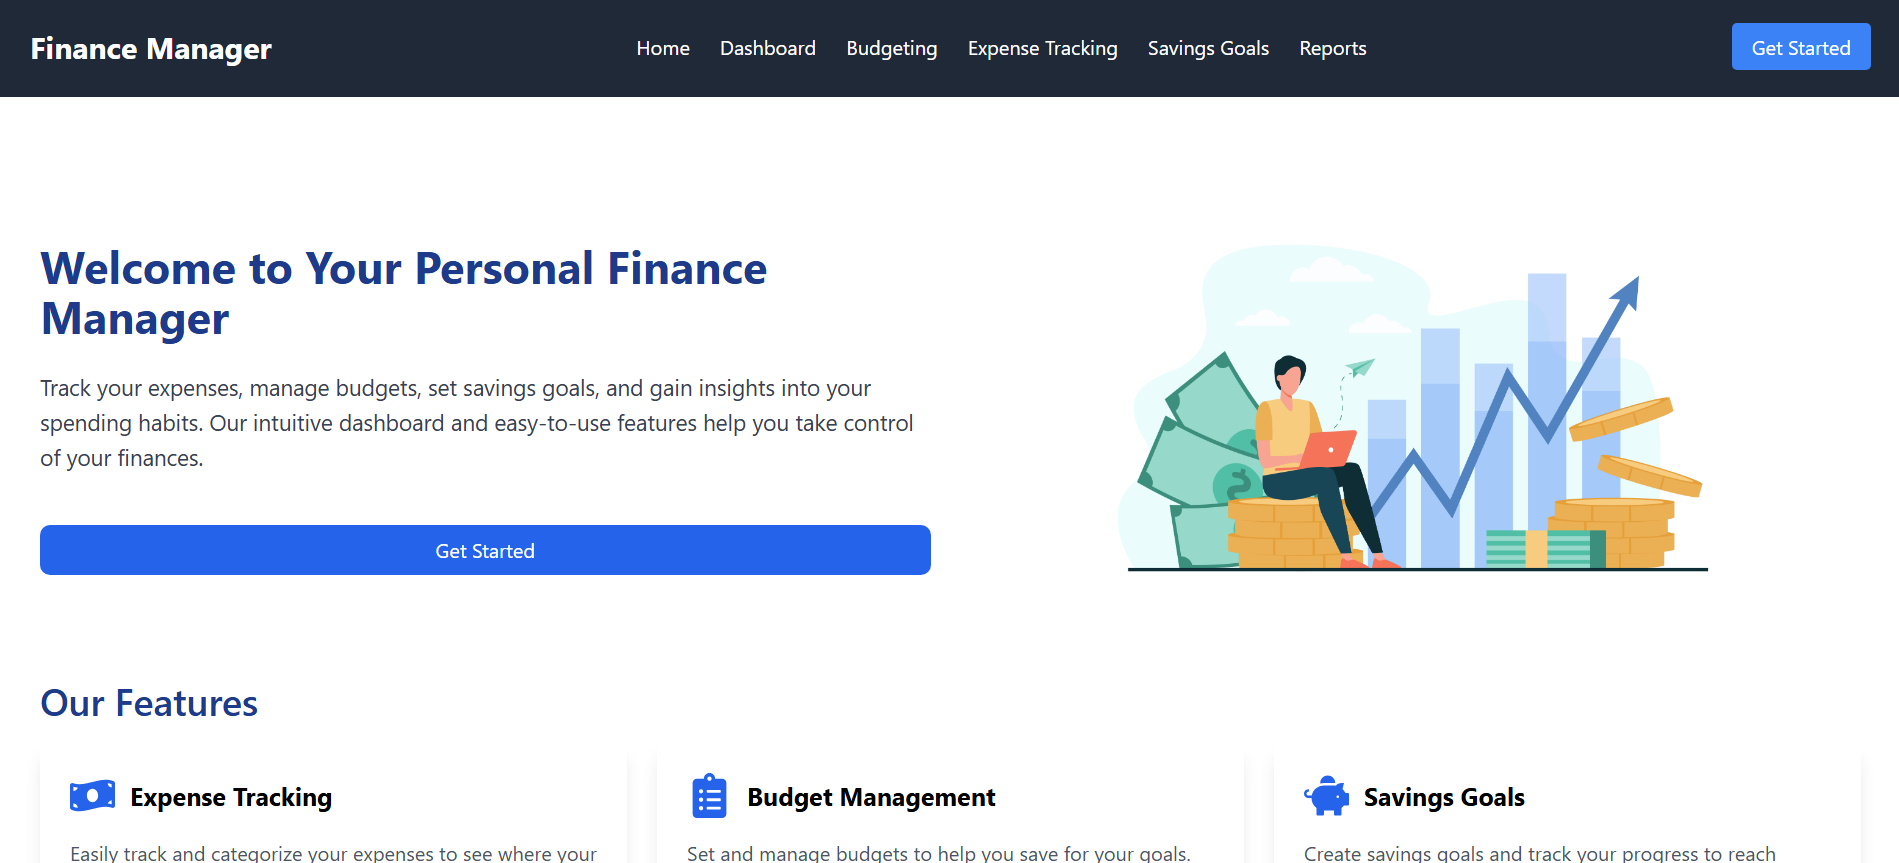 Finance Manager
Home Dashboard Budgeting Expense Tracking Savings Goals Reports
Get Started
Welcome to Your Personal Finance
Manager
Track your expenses, manage budgets, set savings goals, and gain insights into your
spending habits. Our intuitive dashboard and easy-to-use features help you take control
of your finances.
Get Started
$
Our Features
Expense Tracking
Easily track and categorize your expenses to see where your
Budget Management
Set and manage budgets to help you save for your goals.
Savings Goals
Create savings goals and track your progress to reach